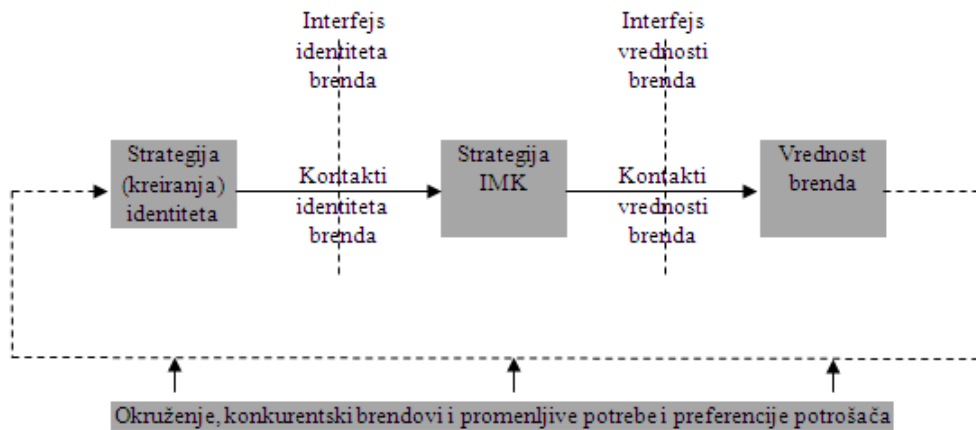 Interfejs
identiteta
brenda
Interfejs
vrednosti
brenda
Strategija
(kreiranja)
identiteta
Kontakti
identiteta
brenda
Strategija
IMK
Kontakti
vrednosti
brenda
Vrednost
brenda
Okruženje, konkurentski brendovi i promenljive potrebe i preferencije potrošača